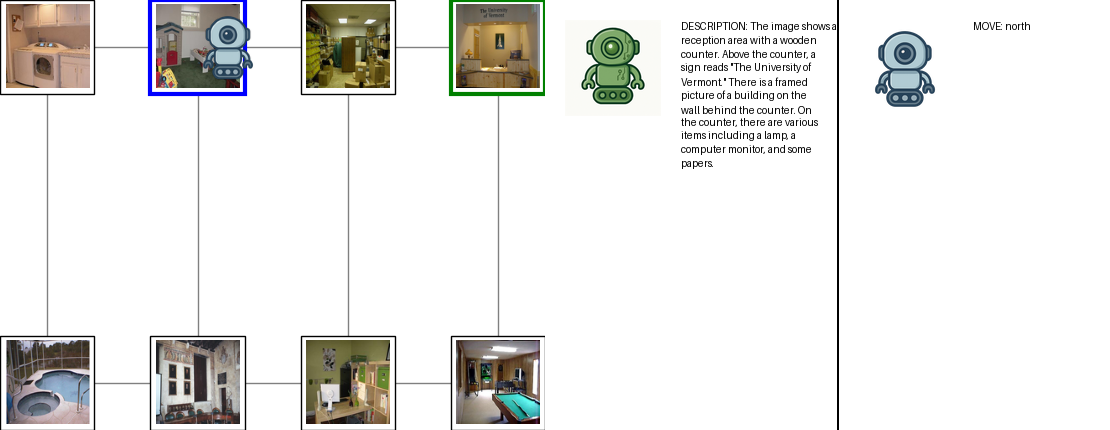 The University
of Vermont
DESCRIPTION: The image shows a
reception area with a wooden
counter. Above the counter, a
sign reads "The University of
Vermont." There is a framed
picture of a building on the
wall behind the counter. On
the counter, there are various
items including a lamp, a
computer monitor, and some
papers.
MOVE: north